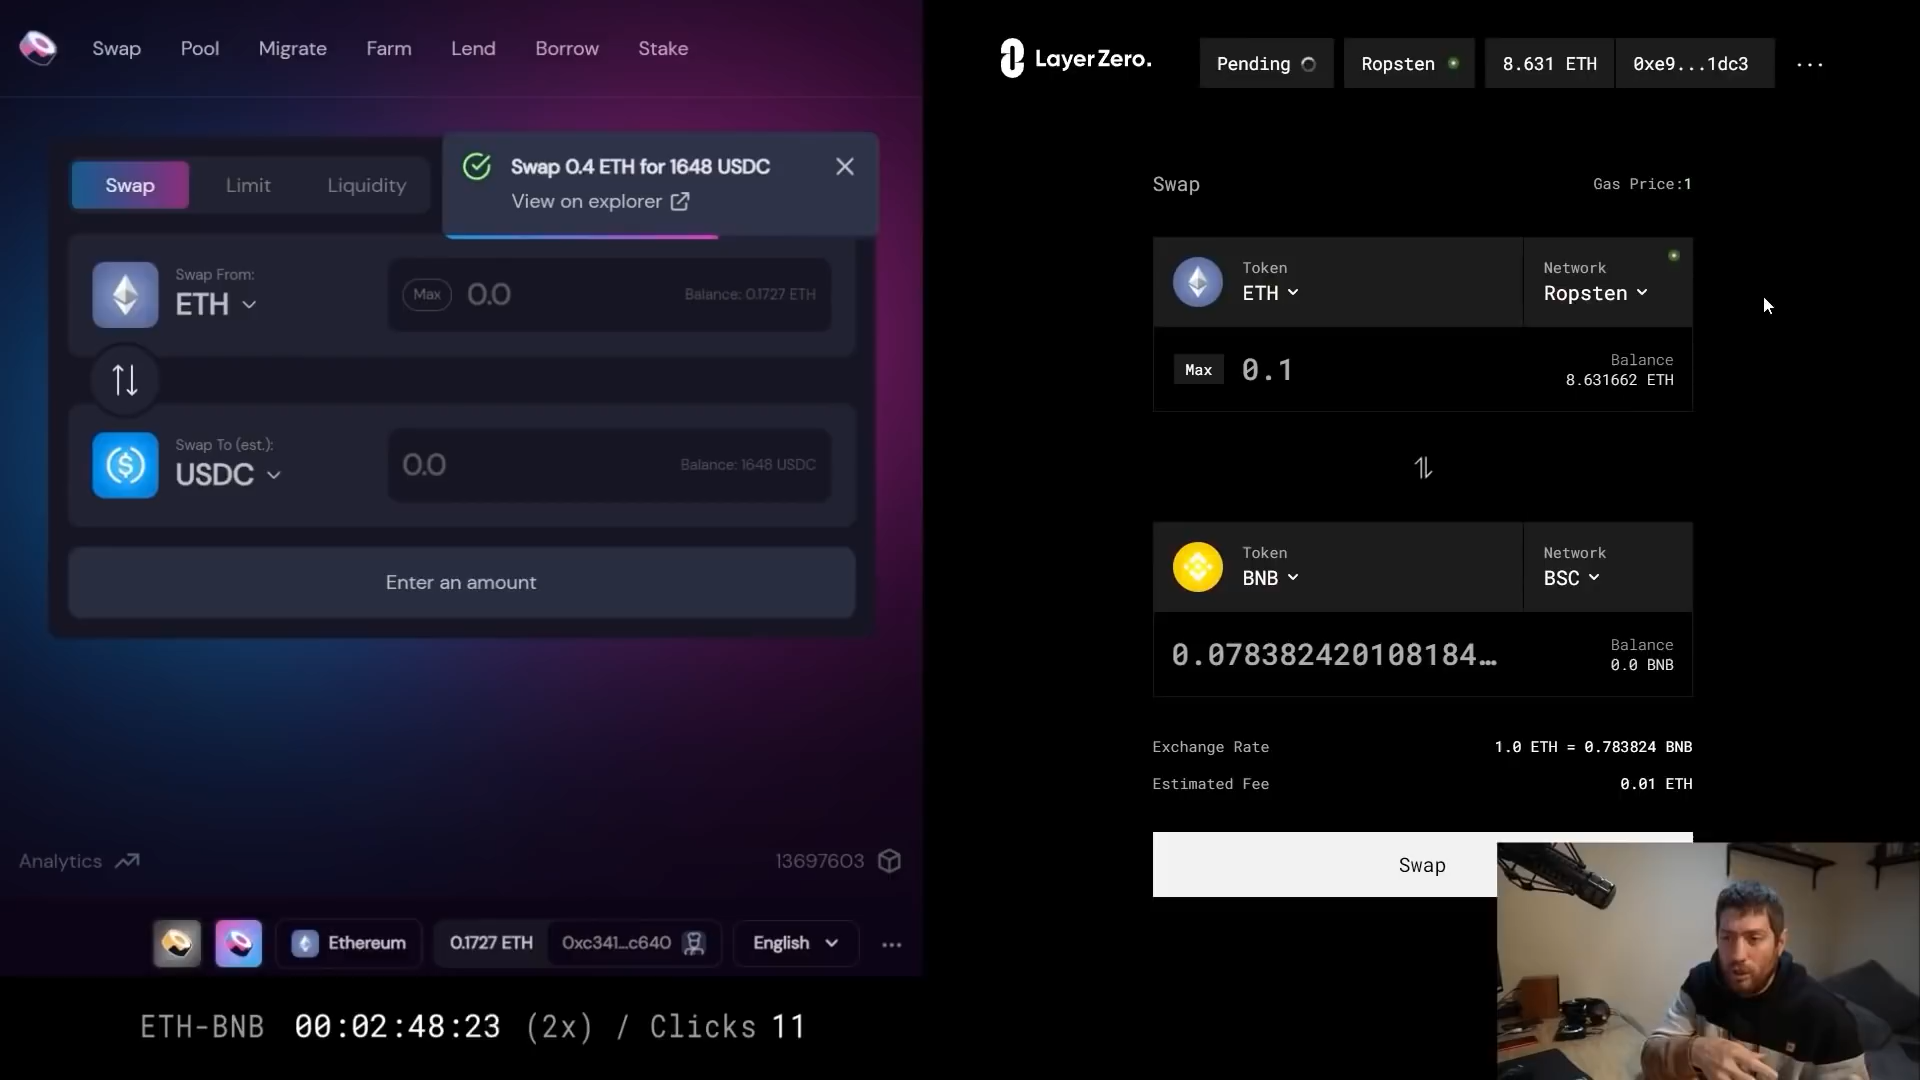 Swap Pool Migrate Farm Lend Borrow Stake
Swap Limit Liquidity
Swap 0.4 ETH for 1648 USDC
View on explorer
Swap From:
ETH
Max 0.0 Balance: 0.1727 ETH
Swap To (est.):
USDC
0.0 Balance: 1648 USDC
Enter an amount
Analytics 13697603
Ethereum 0.1727 ETH 0xc341...c640 English ...
ETH-BNB 00:02:48:23 (2x) / Clicks 11
LayerZero. Pending Ropsten 8.631 ETH 0xe9...1dc3 ...
Swap Gas Price:1
Token
ETH
Network
Ropsten
Max 0.1
Balance
8.631662 ETH
Token
BNB
Network
BSC
0.078382420108184…
Balance
0.0 BNB
Exchange Rate 1.0 ETH = 0.783824 BNB
Estimated Fee 0.01 ETH
Swap